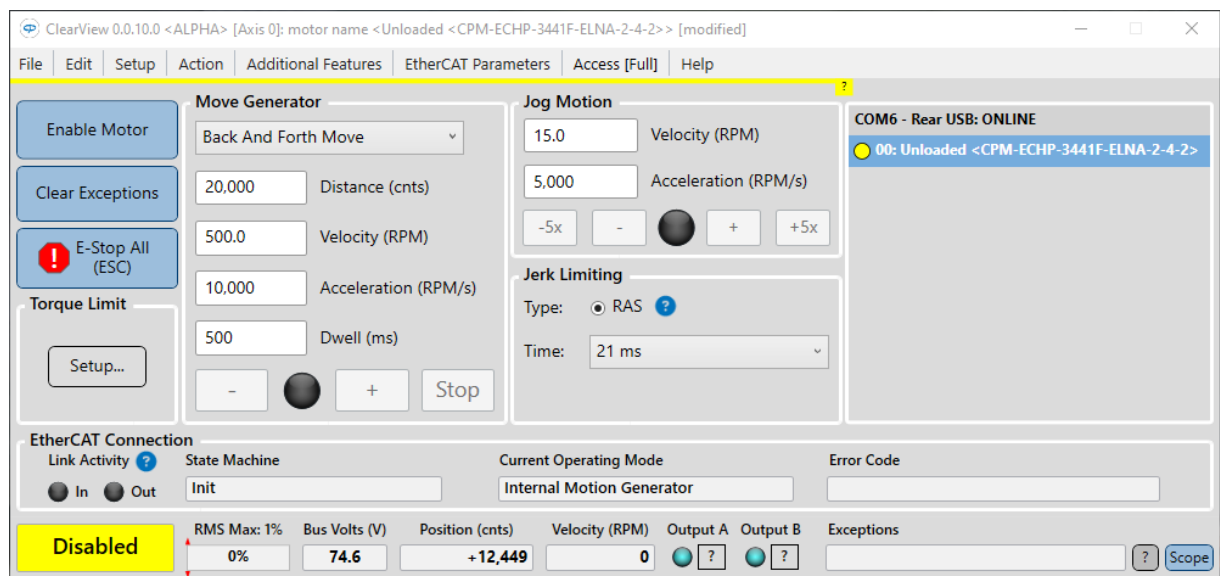 ClearView 0.0.10.0 <ALPHA> [Axis 0]: motor name <Unloaded <CPM-ECHP-3441F-ELNA-2-4-2>> [modified]
File Edit Setup Action Additional Features EtherCAT Parameters Access [Full] Help
?
Enable Motor
Clear Exceptions
E-Stop All
(ESC)
Torque Limit
Setup...
Move Generator
Back And Forth Move
20,000 Distance (cnts)
500.0 Velocity (RPM)
10,000 Acceleration (RPM/s)
500 Dwell (ms)
- + Stop
Jog Motion
15.0 Velocity (RPM)
5,000 Acceleration (RPM/s)
-5x - + +5x
Jerk Limiting
Type: RAS ?
Time: 21 ms
COM6 - Rear USB: ONLINE
00: Unloaded <CPM-ECHP-3441F-ELNA-2-4-2>
EtherCAT Connection
Link Activity ? State Machine Current Operating Mode Error Code
In Out Init Internal Motion Generator
Disabled
RMS Max: 1% Bus Volts (V) Position (cnts) Velocity (RPM) Output A Output B Exceptions
0% 74.6 +12,449 0 ? ? ? Scope